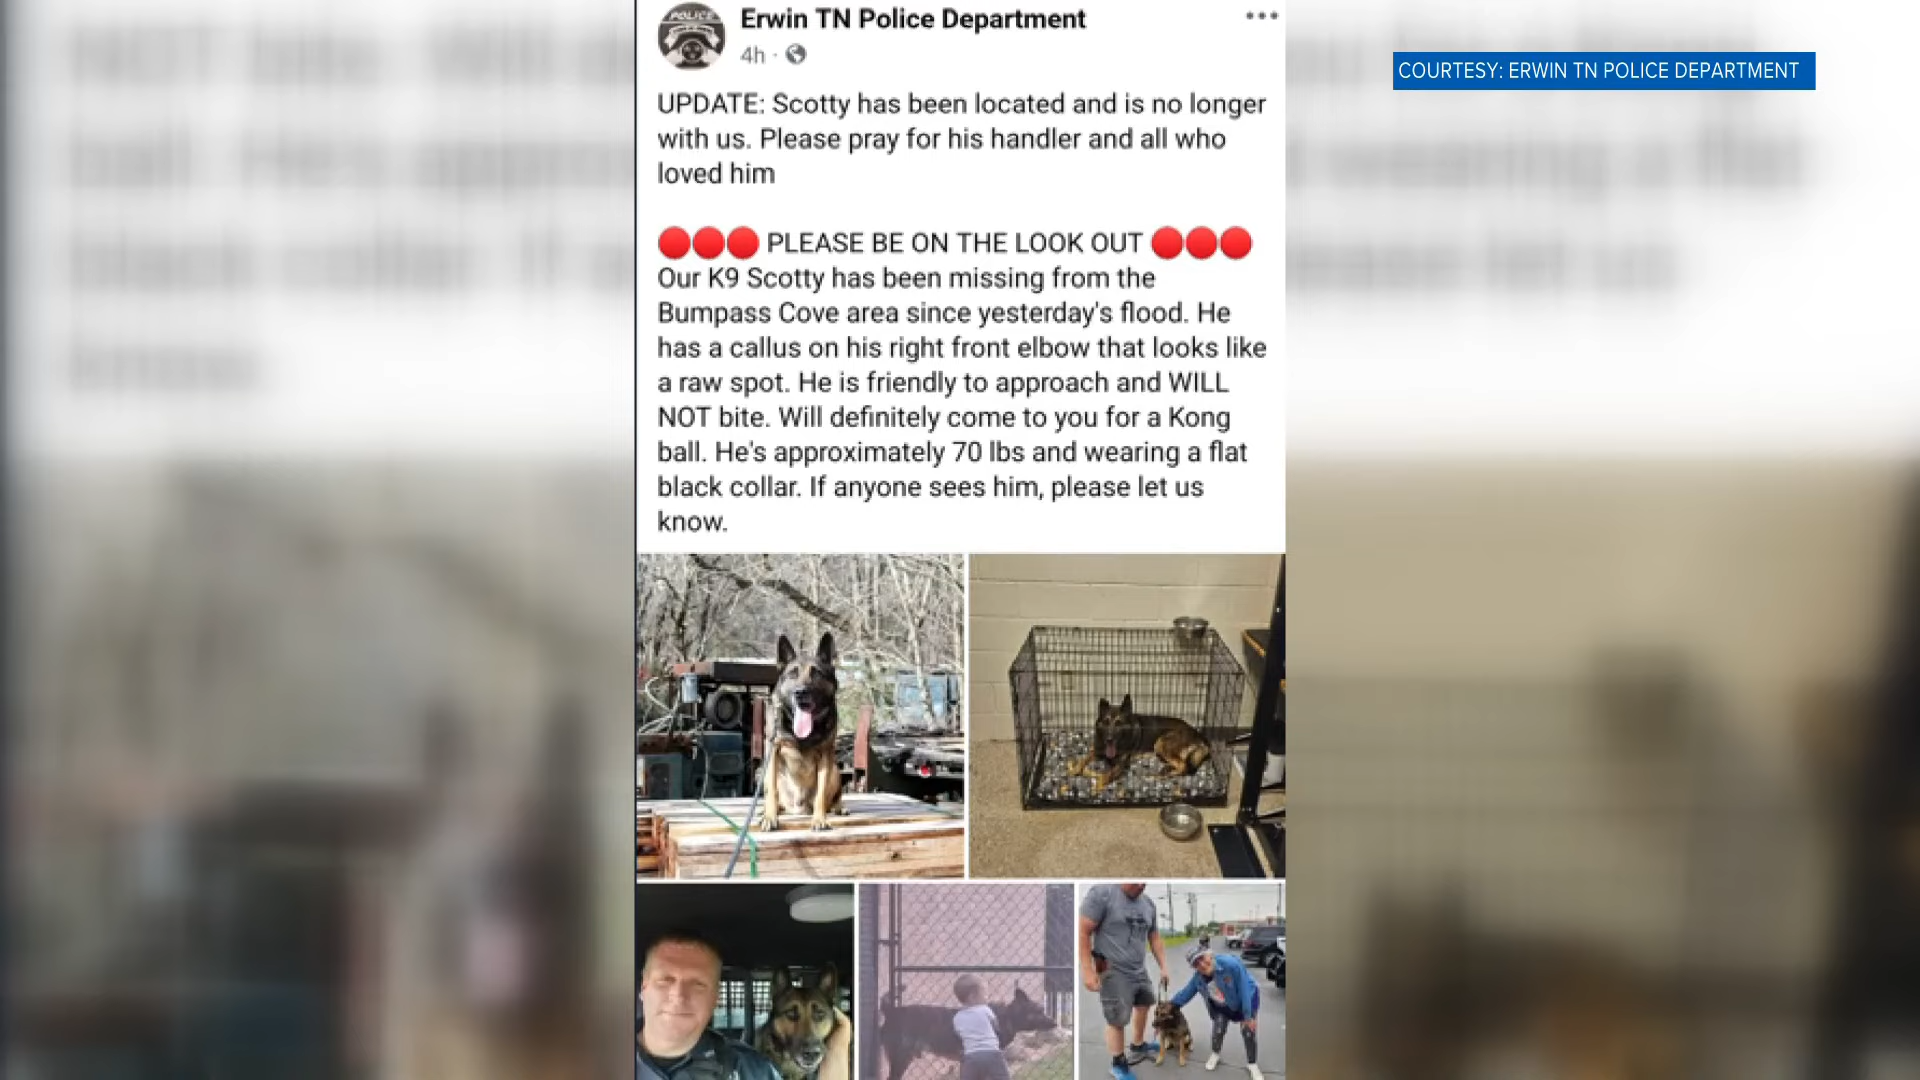 POLICE
Erwin TN Police Department
4h ·
COURTESY: ERWIN TN POLICE DEPARTMENT
UPDATE: Scotty has been located and is no longer
with us. Please pray for his handler and all who
loved him
🔴🔴🔴 PLEASE BE ON THE LOOK OUT 🔴🔴🔴
Our K9 Scotty has been missing from the
Bumpass Cove area since yesterday's flood. He
has a callus on his right front elbow that looks like
a raw spot. He is friendly to approach and WILL
NOT bite. Will definitely come to you for a Kong
ball. He's approximately 70 lbs and wearing a flat
black collar. If anyone sees him, please let us
know.